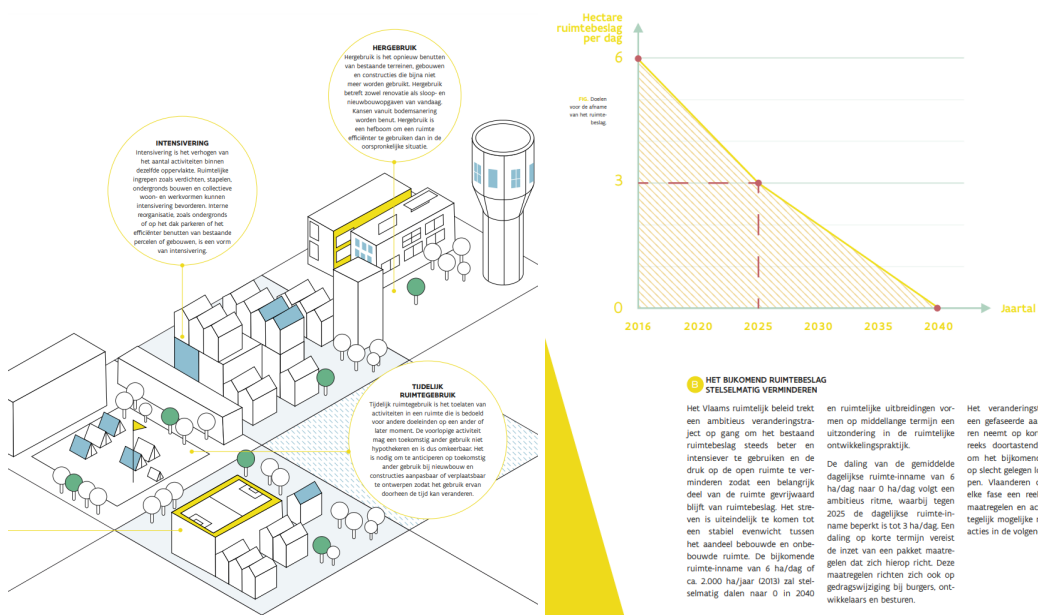 HERGEBRUIK
Hergebruik is het opnieuw benutten
van bestaande terreinen, gebouwen
en constructies die bijna niet
meer worden gebruikt. Hergebruik
betreft zowel renovatie als sloop- en
nieuwbouwopgaven van vandaag.
Kansen vanuit bodemsanering
worden benut. Hergebruik is
een hefboom om een ruimte
efficiënter te gebruiken dan in de
oorspronkelijke situatie.
INTENSIVERING
Intensivering is het verhogen van
het aantal activiteiten binnen
dezelfde oppervlakte. Ruimtelijke
ingrepen zoals verdichten, stapelen,
ondergronds bouwen en collectieve
woon- en werkvormen kunnen
intensivering bevorderen. Interne
reorganisatie, zoals ondergronds
of op het dak parkeren of het
efficiënter benutten van bestaande
percelen of gebouwen, is een vorm
van intensivering.
TIJDELIJK
RUIMTEGEBRUIK
Tijdelijk ruimtegebruik is het toelaten van
activiteiten in een ruimte die is bedoeld
voor andere doeleinden op een ander of
later moment. De voorlopige activiteit
mag een toekomstig ander gebruik niet
hypothekeren en is dus omkeerbaar. Het
is nodig om te anticiperen op toekomstig
ander gebruik bij nieuwbouw en
constructies aanpasbaar of verplaatsbaar
te ontwerpen zodat het gebruik ervan
doorheen de tijd kan veranderen.
Hectare
ruimtebeslag
per dag
6
3
0
FIG. Doelen
voor de afname
van het ruimte-
beslag.
2016 2020 2025 2030 2035 2040
Jaartal
B HET BIJKOMEND RUIMTEBESLAG
STELSELMATIG VERMINDEREN
Het Vlaams ruimtelijk beleid trekt
een ambitieus veranderingstra-
ject op gang om het bestaand
ruimtebeslag steeds beter en
intensiever te gebruiken en de
druk op de open ruimte te ver-
minderen zodat een belangrijk
deel van de ruimte gevrijwaard
blijft van ruimtebeslag. Het stre-
ven is uiteindelijk te komen tot
een stabiel evenwicht tussen
het aandeel bebouwde en onbe-
bouwde ruimte. De bijkomende
ruimte-inname van 6 ha/dag of
ca. 2.000 ha/jaar (2013) zal stel-
selmatig dalen naar 0 in 2040
en ruimtelijke uitbreidingen vor-
men op middellange termijn een
uitzondering in de ruimtelijke
ontwikkelingspraktijk.
De daling van de gemiddelde
dagelijkse ruimte-inname van 6
ha/dag naar 0 ha/dag volgt een
ambitieus ritme, waarbij tegen
2025 de dagelijkse ruimte-in-
name beperkt is tot 3 ha/dag. Een
daling op korte termijn vereist
de inzet van een pakket maatre-
gelen dat zich hierop richt. Deze
maatregelen richten zich ook op
gedragswijziging bij burgers, ont-
wikkelaars en besturen.
Het veranderingst
een gefaseerde aa
ren neemt op kor
reeks doortastend
om het bijkomend
op slecht gelegen lo
pen. Vlaanderen o
elke fase een reel
maatregelen en ac
tegelijk mogelijke n
acties in de volgen